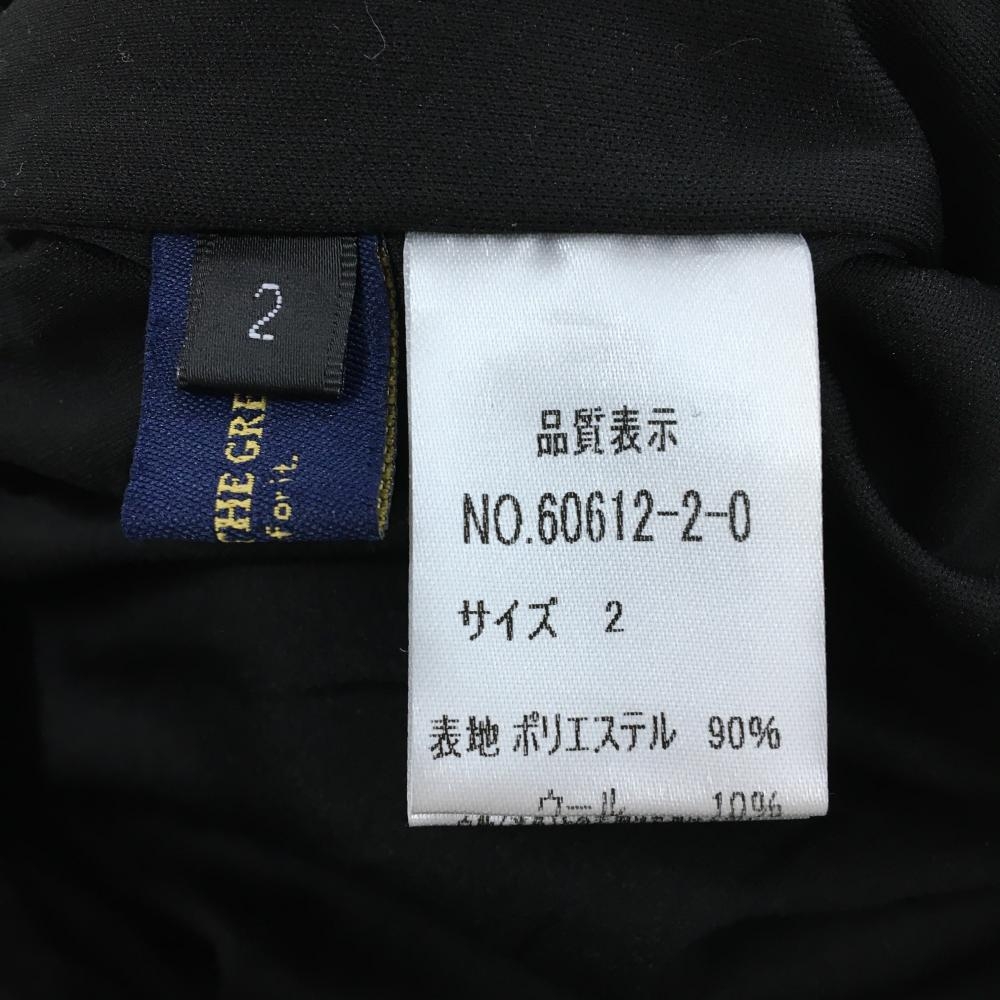 2
THE GRE
for it.
品質表示
NO.60612-2-0
サイズ 2
表地 ポリエステル 90%
ウール 10%